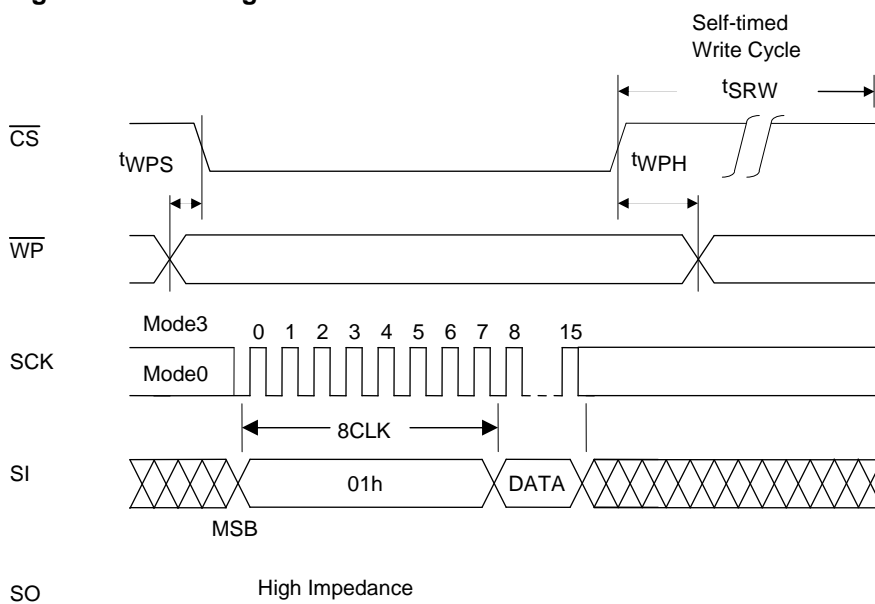 Self-timed
Write Cycle
tSRW
CS
tWPS
tWPH
WP
Mode3
0 1 2 3 4 5 6 7 8 15
SCK
Mode0
8CLK
SI
01h
DATA
MSB
SO
High Impedance